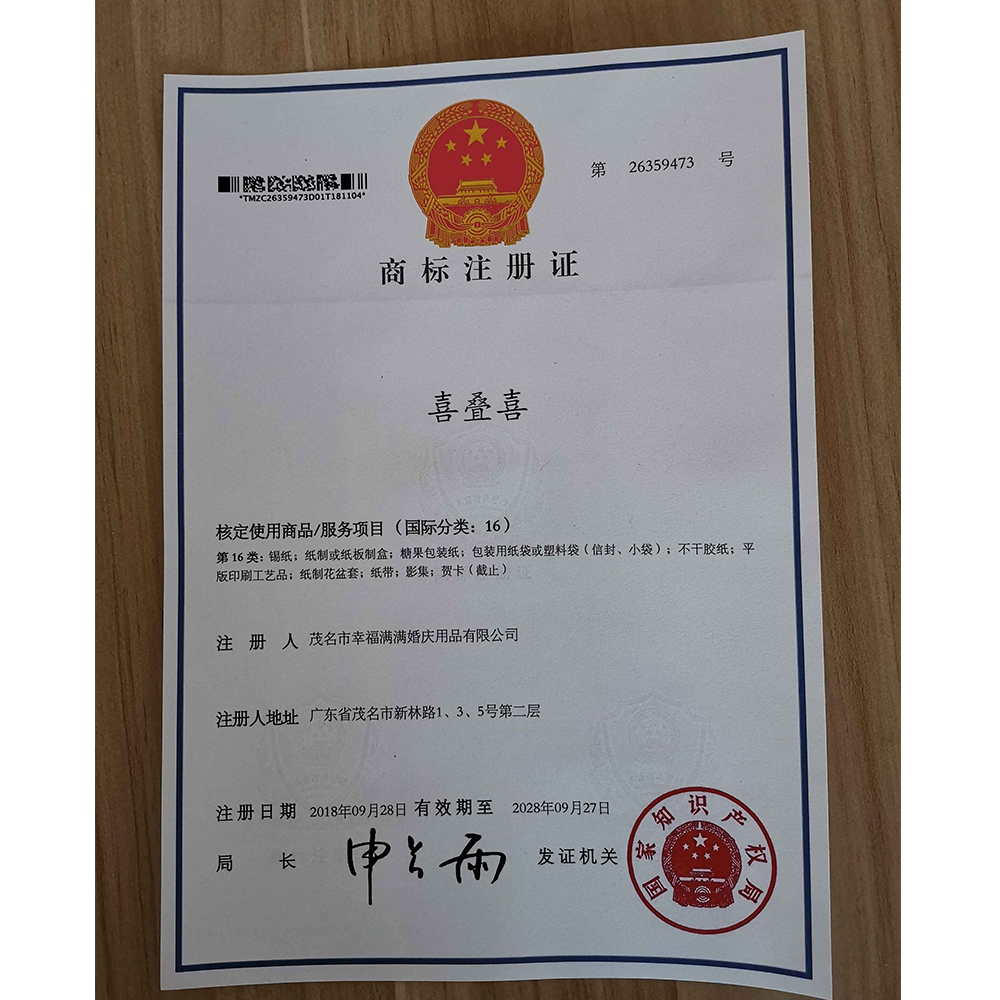 第 26359473 号
*TMZC26359473D01T181104*
商标注册证
喜叠喜
核定使用商品/服务项目（国际分类：16）
第16类：锡纸；纸制或纸板制盒；糖果包装纸；包装用纸袋或塑料袋（信封、小袋）；不干胶纸；平
版印刷工艺品；纸制花盆套；纸带；影集；贺卡（截止）
注 册 人 茂名市幸福满满婚庆用品有限公司
注册人地址 广东省茂名市新林路1、3、5号第二层
注册日期 2018年09月28日 有效期至 2028年09月27日
局 长 申长雨 发证机关
国家知识产权局